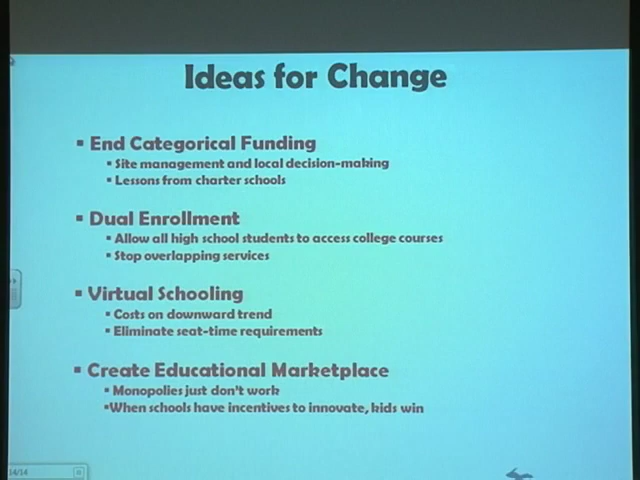 Ideas for Change
▪ End Categorical Funding
▪ Site management and local decision-making
▪ Lessons from charter schools
▪ Dual Enrollment
▪ Allow all high school students to access college courses
▪ Stop overlapping services
▪ Virtual Schooling
▪ Costs on downward trend
▪ Eliminate seat-time requirements
▪ Create Educational Marketplace
▪ Monopolies just don't work
▪When schools have incentives to innovate, kids win
14/14